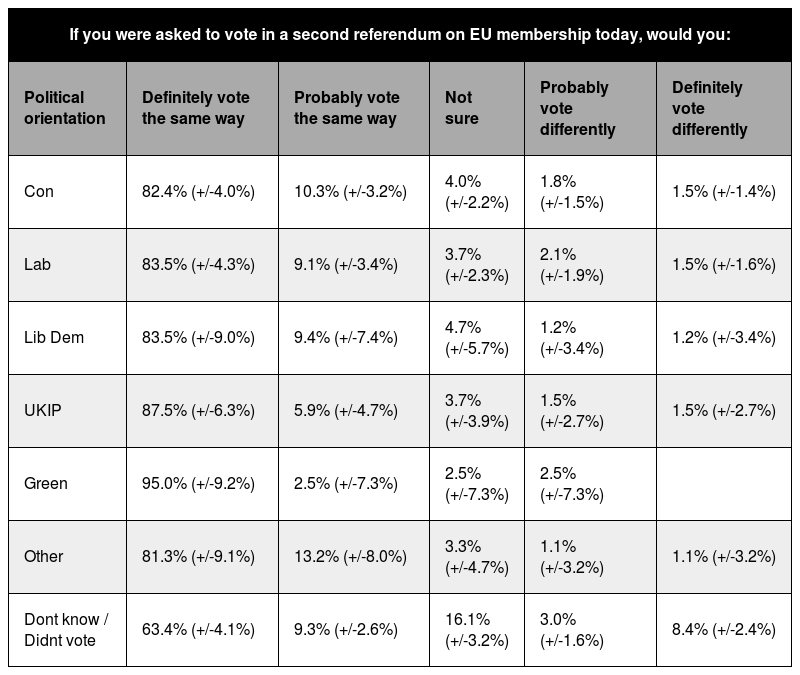 If you were asked to vote in a second referendum on EU membership today, would you:
Political orientation | Definitely vote the same way | Probably vote the same way | Not sure | Probably vote differently | Definitely vote differently
Con | 82.4% (+/-4.0%) | 10.3% (+/-3.2%) | 4.0% (+/-2.2%) | 1.8% (+/-1.5%) | 1.5% (+/-1.4%)
Lab | 83.5% (+/-4.3%) | 9.1% (+/-3.4%) | 3.7% (+/-2.3%) | 2.1% (+/-1.9%) | 1.5% (+/-1.6%)
Lib Dem | 83.5% (+/-9.0%) | 9.4% (+/-7.4%) | 4.7% (+/-5.7%) | 1.2% (+/-3.4%) | 1.2% (+/-3.4%)
UKIP | 87.5% (+/-6.3%) | 5.9% (+/-4.7%) | 3.7% (+/-3.9%) | 1.5% (+/-2.7%) | 1.5% (+/-2.7%)
Green | 95.0% (+/-9.2%) | 2.5% (+/-7.3%) | 2.5% (+/-7.3%) | 2.5% (+/-7.3%) |
Other | 81.3% (+/-9.1%) | 13.2% (+/-8.0%) | 3.3% (+/-4.7%) | 1.1% (+/-3.2%) | 1.1% (+/-3.2%)
Dont know / Didnt vote | 63.4% (+/-4.1%) | 9.3% (+/-2.6%) | 16.1% (+/-3.2%) | 3.0% (+/-1.6%) | 8.4% (+/-2.4%)